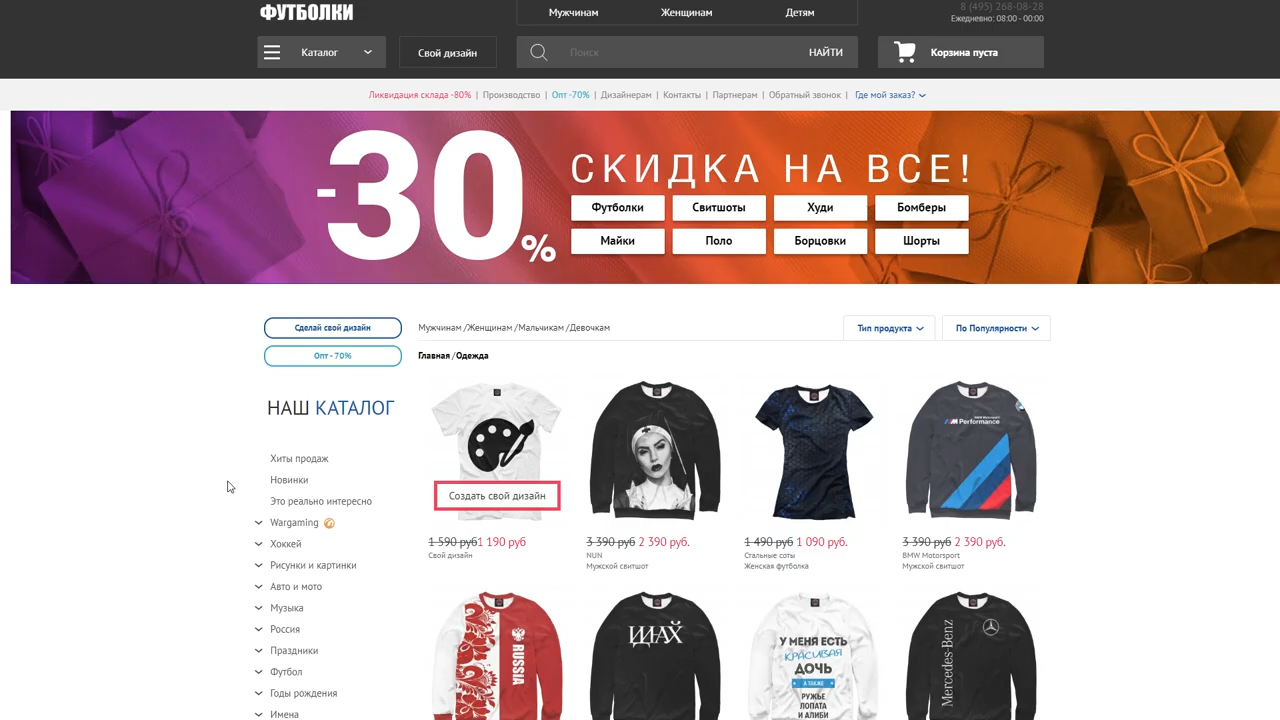 ФУТБОЛКИ
Мужчинам Женщинам Детям
8 (495) 268-08-28
Ежедневно: 08:00 - 00:00
Каталог
Свой дизайн
Поиск
НАЙТИ
Корзина пуста
Ликвидация склада -80% | Производство | Опт -70% | Дизайнерам | Контакты | Партнерам | Обратный звонок | Где мой заказ?
-30%
СКИДКА НА ВСЕ!
Футболки Свитшоты Худи Бомберы
Майки Поло Борцовки Шорты
Сделай свой дизайн
Опт - 70%
Мужчинам /Женщинам /Мальчикам /Девочкам
Тип продукта
По Популярности
Главная /Одежда
НАШ КАТАЛОГ
Хиты продаж
Новинки
Это реально интересно
Wargaming
Хоккей
Рисунки и картинки
Авто и мото
Музыка
Россия
Праздники
Футбол
Годы рождения
Имена
Создать свой дизайн
1 590 руб1 190 руб
Свой дизайн
3 390 руб 2 390 руб.
NUN
Мужской свитшот
1 490 руб 1 090 руб.
Стальные соты
Женская футболка
BMW Motorsport
M Performance
3 390 руб 2 390 руб.
BMW Motorsport
Мужской свитшот
RUSSIA
ШАХ
У МЕНЯ ЕСТЬ
КРАСИВАЯ
ДОЧЬ
А ТАКЖЕ
РУЖЬЕ
ЛОПАТА
И АЛИБИ
Mercedes-Benz